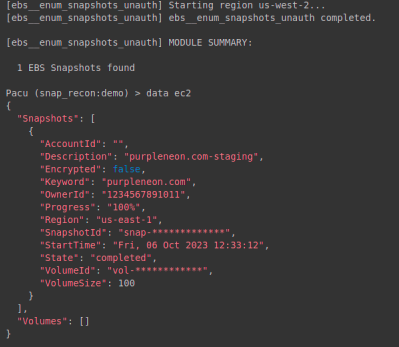 [ebs__enum_snapshots_unauth] Starting region us-west-2...
[ebs__enum_snapshots_unauth] ebs__enum_snapshots_unauth completed.

[ebs__enum_snapshots_unauth] MODULE SUMMARY:

  1 EBS Snapshots found

Pacu (snap_recon:demo) > data ec2
{
  "Snapshots": [
    {
      "AccountId": "",
      "Description": "purpleneon.com-staging",
      "Encrypted": false,
      "Keyword": "purpleneon.com",
      "OwnerId": "1234567891011",
      "Progress": "100%",
      "Region": "us-east-1",
      "SnapshotId": "snap-*************",
      "StartTime": "Fri, 06 Oct 2023 12:33:12",
      "State": "completed",
      "VolumeId": "vol-************",
      "VolumeSize": 100
    }
  ],
  "Volumes": []
}